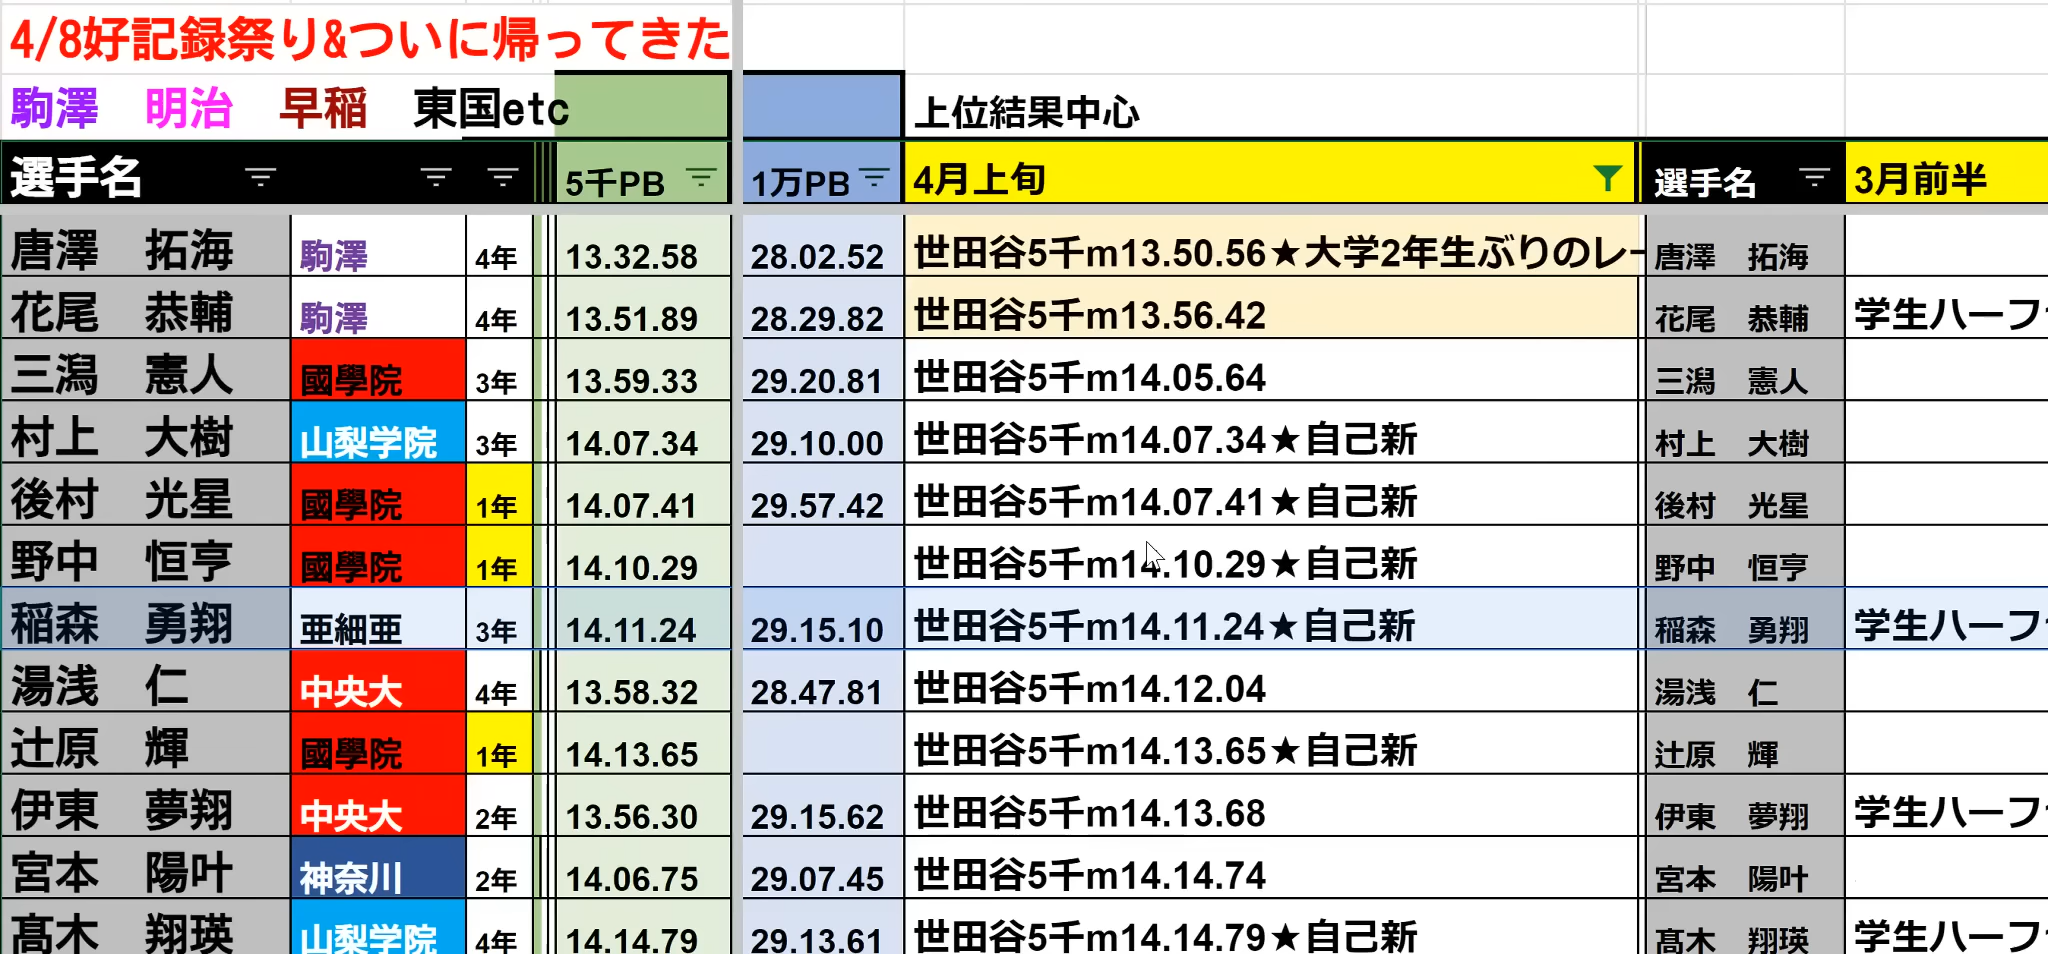 4/8好記録祭り&ついに帰ってきた
駒澤　明治　早稲　東国etc 上位結果中心
選手名 5千PB 1万PB 4月上旬 選手名 3月前半
唐澤　拓海 駒澤 4年 13.32.58 28.02.52 世田谷5千m13.50.56★大学2年生ぶりのレー 唐澤　拓海
花尾　恭輔 駒澤 4年 13.51.89 28.29.82 世田谷5千m13.56.42 花尾　恭輔 学生ハーフ
三潟　憲人 國學院 3年 13.59.33 29.20.81 世田谷5千m14.05.64 三潟　憲人
村上　大樹 山梨学院 3年 14.07.34 29.10.00 世田谷5千m14.07.34★自己新 村上　大樹
後村　光星 國學院 1年 14.07.41 29.57.42 世田谷5千m14.07.41★自己新 後村　光星
野中　恒亨 國學院 1年 14.10.29 世田谷5千m14.10.29★自己新 野中　恒亨
稲森　勇翔 亜細亜 3年 14.11.24 29.15.10 世田谷5千m14.11.24★自己新 稲森　勇翔 学生ハーフ
湯浅　仁 中央大 4年 13.58.32 28.47.81 世田谷5千m14.12.04 湯浅　仁
辻原　輝 國學院 1年 14.13.65 世田谷5千m14.13.65★自己新 辻原　輝
伊東　夢翔 中央大 2年 13.56.30 29.15.62 世田谷5千m14.13.68 伊東　夢翔 学生ハーフ
宮本　陽叶 神奈川 2年 14.06.75 29.07.45 世田谷5千m14.14.74 宮本　陽叶
髙木　翔瑛 山梨学院 4年 14.14.79 29.13.61 世田谷5千m14.14.79★自己新 髙木　翔瑛 学生ハーフ